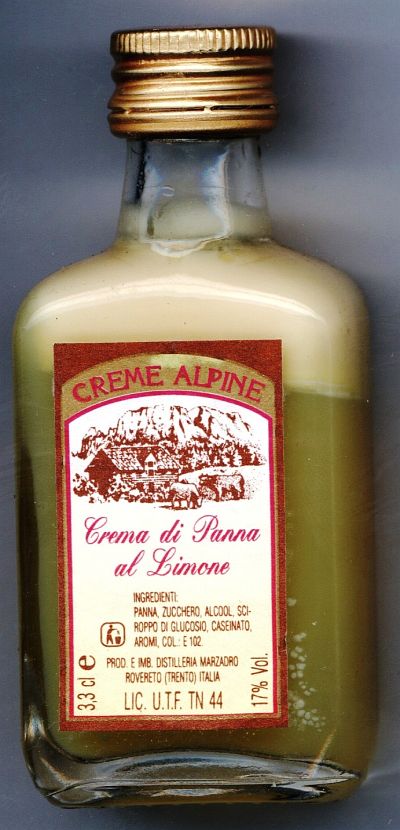 CREME ALPINE
Crema di Panna
al Limone
INGREDIENTI:
PANNA, ZUCCHERO, ALCOOL, SCI-
ROPPO DI GLUCOSIO, CASEINATO,
AROMI, COL.: E 102.
PROD. E IMB. DISTILLERIA MARZADRO
ROVERETO (TRENTO) ITALIA
LIC. U.T.F. TN 44
3,3 cl e
17% Vol.